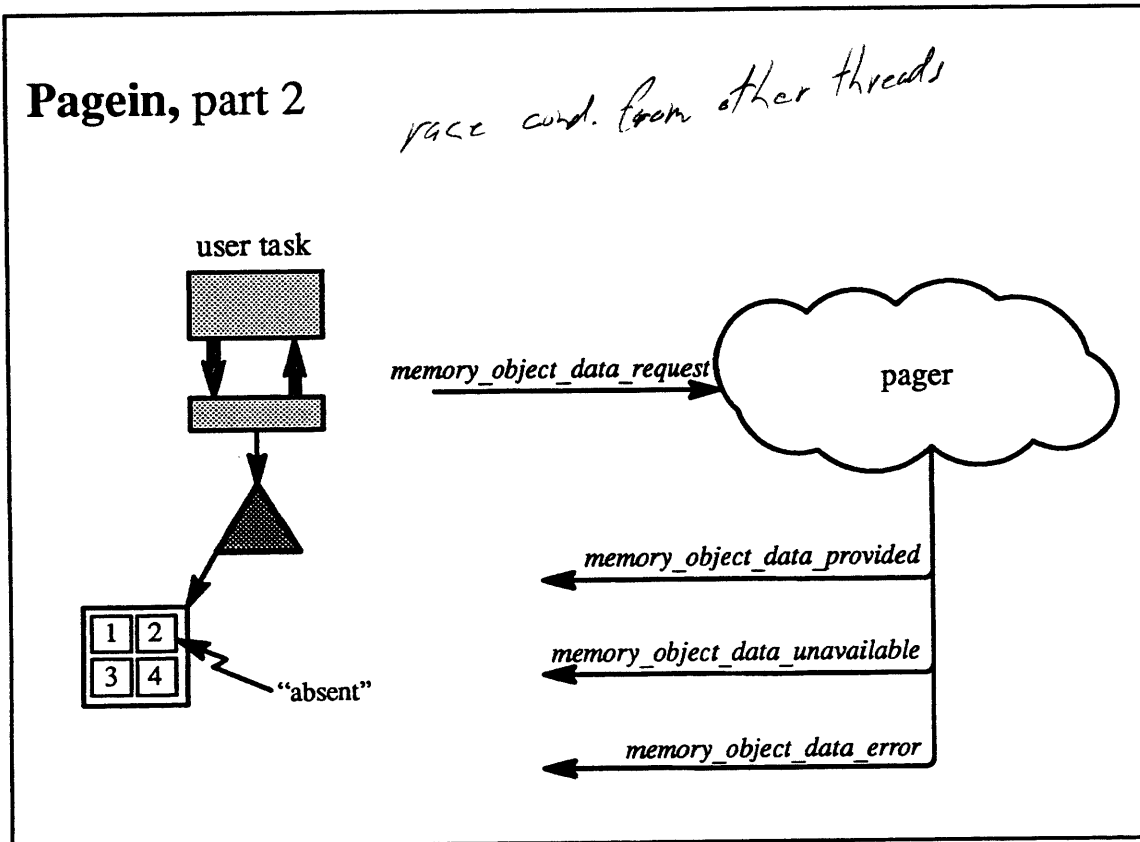 Pagein, part 2
race cond. from other threads
user task
memory_object_data_request
pager
memory_object_data_provided
1 2
memory_object_data_unavailable
3 4
“absent”
memory_object_data_error